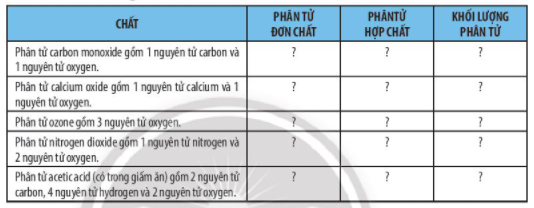 CHẤT
PHÂN TỬ
ĐƠN CHẤT
PHÂNTỬ
HỢP CHẤT
KHỐI LƯỢNG
PHÂN TỬ
Phân tử carbon monoxide gồm 1 nguyên tử carbon và
1 nguyên tử oxygen.
?
?
?
Phân tử calcium oxide gồm 1 nguyên tử calcium và 1
nguyên tử oxygen.
?
?
?
Phân tử ozone gồm 3 nguyên tử oxygen.
?
?
?
Phân tử nitrogen dioxide gồm 1 nguyên tử nitrogen và
2 nguyên tử oxygen.
?
?
?
Phân tử acetic acid (có trong giấm ăn) gồm 2 nguyên tử
carbon, 4 nguyên tử hydrogen và 2 nguyên tử oxygen.
?
?
?